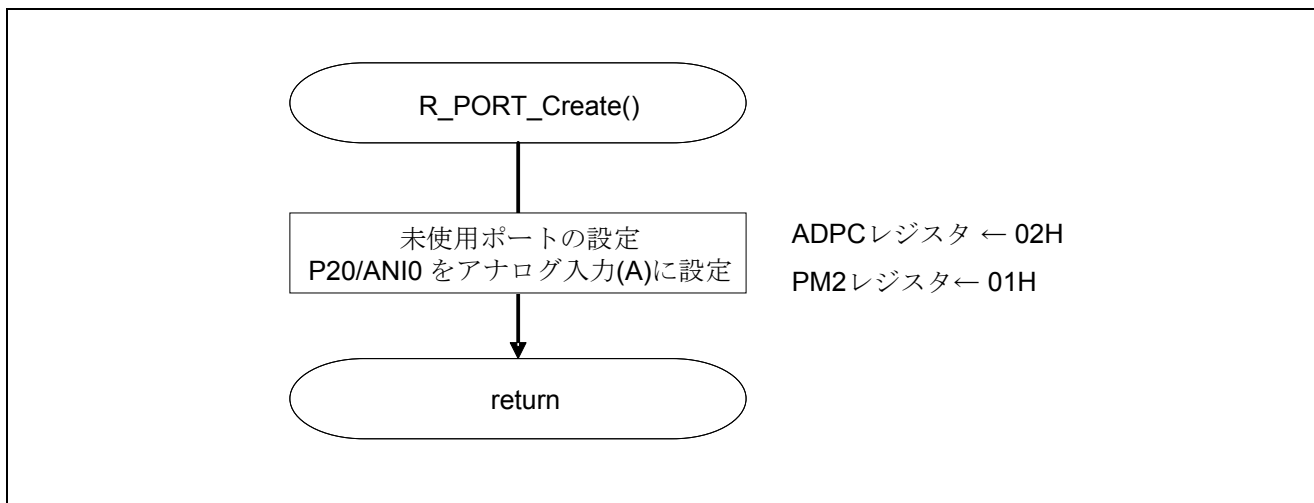 R_PORT_Create()
未使用ポートの設定
P20/ANI0 をアナログ入力(A)に設定
ADPCレジスタ ← 02H
PM2レジスタ← 01H
return